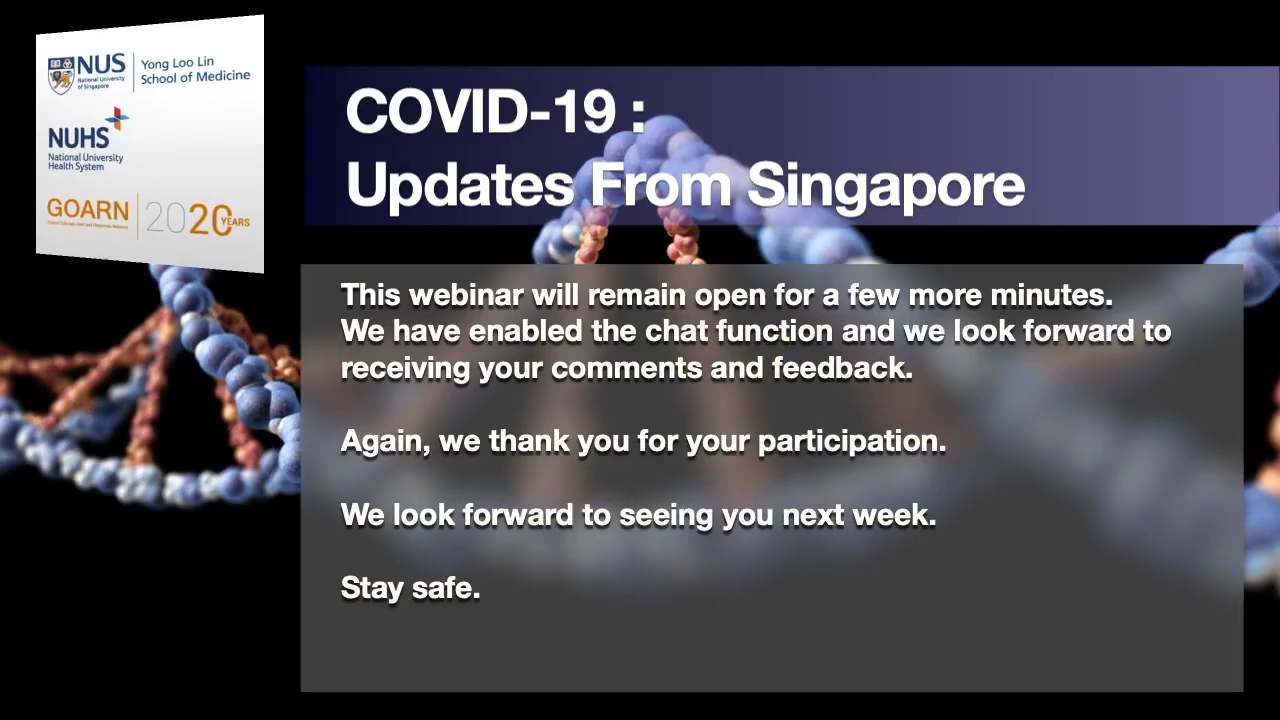 NUS
National University
of Singapore
Yong Loo Lin
School of Medicine
NUHS
National University
Health System
GOARN
2020 YEARS
COVID-19 :
Updates From Singapore
This webinar will remain open for a few more minutes.
We have enabled the chat function and we look forward to
receiving your comments and feedback.
Again, we thank you for your participation.
We look forward to seeing you next week.
Stay safe.